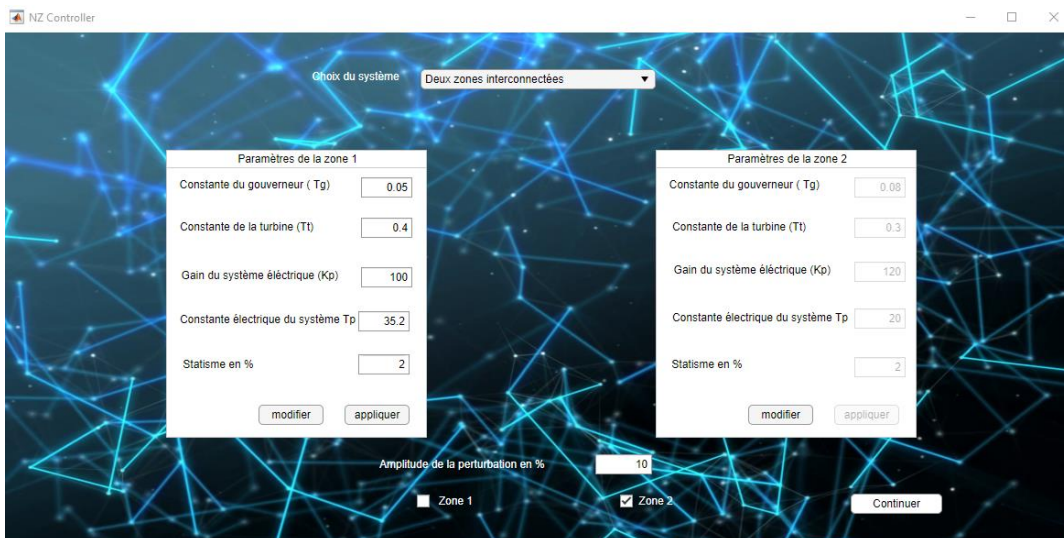 NZ Controller
Choix du système
Deux zones interconnectées
Paramètres de la zone 1
Constante du gouverneur ( Tg)
0.05
Constante de la turbine (Tt)
0.4
Gain du système éléctrique (Kp)
100
Constante électrique du système Tp
35.2
Statisme en %
2
modifier
appliquer
Paramètres de la zone 2
Constante du gouverneur ( Tg)
0.08
Constante de la turbine (Tt)
0.3
Gain du système éléctrique (Kp)
120
Constante électrique du système Tp
20
Statisme en %
2
modifier
appliquer
Amplitude de la perturbation en %
10
Zone 1
Zone 2
Continuer